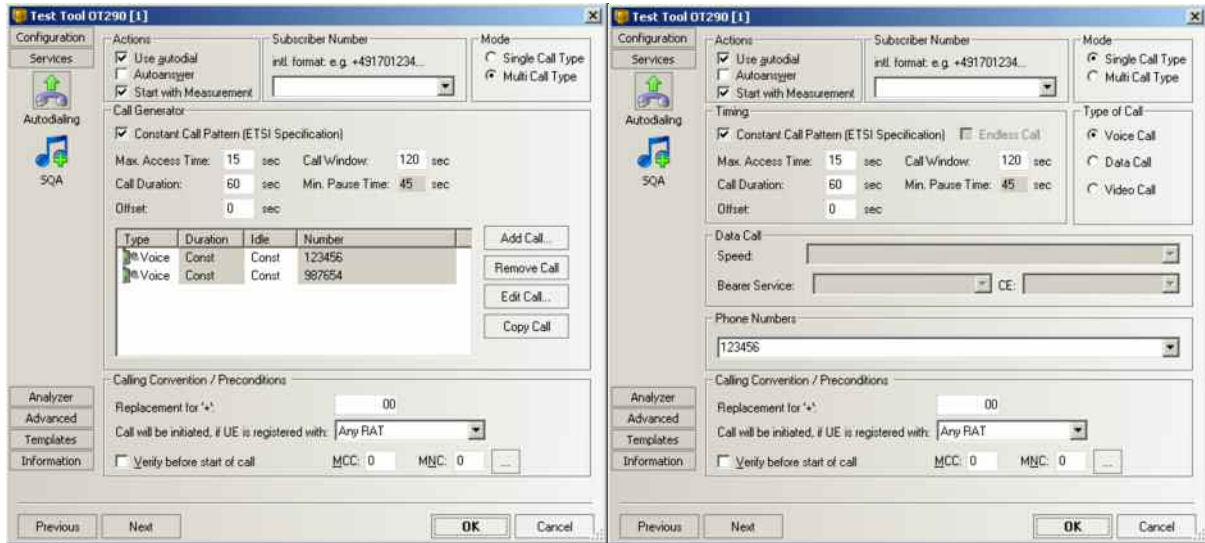 Test Tool OT290 [1]
Configuration
Services
Autodialing
SQA
Analyzer
Advanced
Templates
Information
Actions
Use autodial
Autoanswer
Start with Measurement
Subscriber Number
intl. format: e.g. +491701234...
Mode
Single Call Type
Multi Call Type
Call Generator
Constant Call Pattern (ETSI Specification)
Max. Access Time: 15 sec Call Window: 120 sec
Call Duration: 60 sec Min. Pause Time: 45 sec
Offset: 0 sec
Type Duration Idle Number
Voice Const Const 123456
Voice Const Const 987654
Add Call...
Remove Call
Edit Call...
Copy Call
Calling Convention / Preconditions
Replacement for '+': 00
Call will be initiated, if UE is registered with: Any RAT
Verify before start of call MCC: 0 MNC: 0 ...
Previous Next OK Cancel
Test Tool OT290 [1]
Configuration
Services
Autodialing
SQA
Analyzer
Advanced
Templates
Information
Actions
Use autodial
Autoanswer
Start with Measurement
Subscriber Number
intl. format: e.g. +491701234...
Mode
Single Call Type
Multi Call Type
Timing
Constant Call Pattern (ETSI Specification) Endless Call
Max. Access Time: 15 sec Call Window: 120 sec
Call Duration: 60 sec Min. Pause Time: 45 sec
Offset: 0 sec
Type of Call
Voice Call
Data Call
Video Call
Data Call
Speed:
Bearer Service: CE:
Phone Numbers
123456
Calling Convention / Preconditions
Replacement for '+': 00
Call will be initiated, if UE is registered with: Any RAT
Verify before start of call MCC: 0 MNC: 0 ...
Previous Next OK Cancel